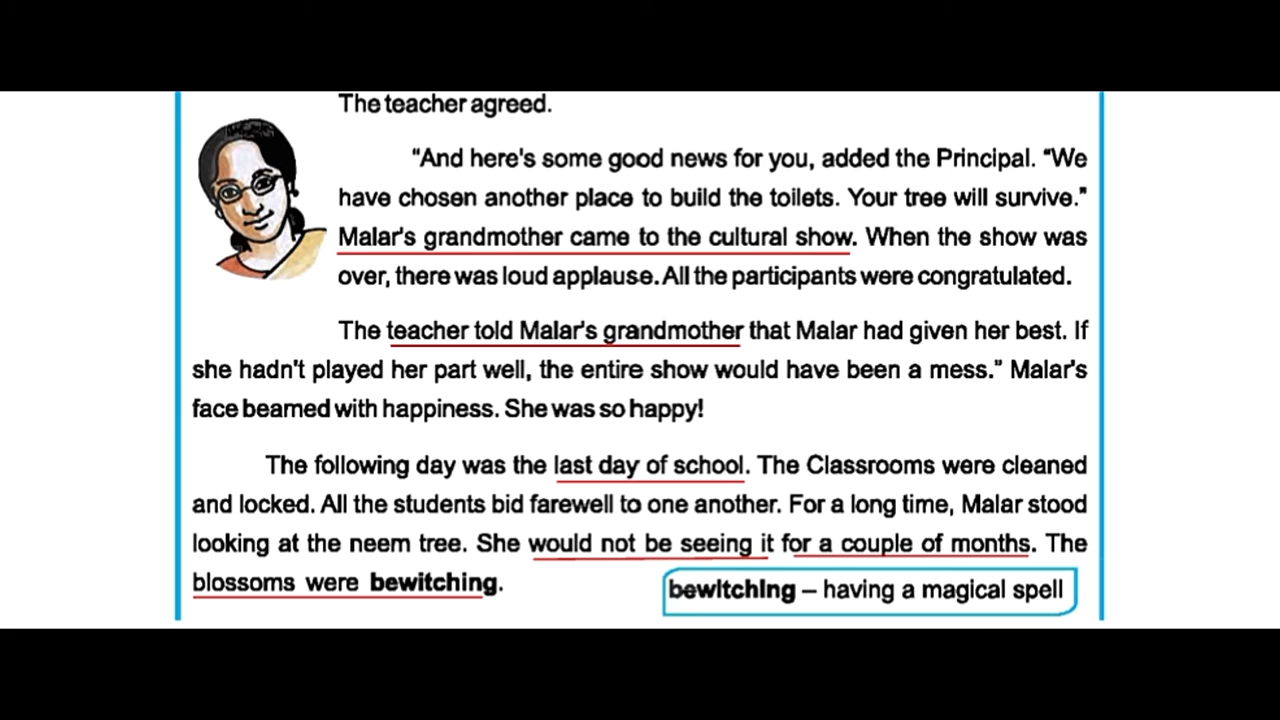 The teacher agreed.
"And here's some good news for you, added the Principal. "We
have chosen another place to build the toilets. Your tree will survive."
Malar's grandmother came to the cultural show. When the show was
over, there was loud applause. All the participants were congratulated.
The teacher told Malar's grandmother that Malar had given her best. If
she hadn't played her part well, the entire show would have been a mess." Malar's
face beamed with happiness. She was so happy!
The following day was the last day of school. The Classrooms were cleaned
and locked. All the students bid farewell to one another. For a long time, Malar stood
looking at the neem tree. She would not be seeing it for a couple of months. The
blossoms were bewitching.
bewitching – having a magical spell